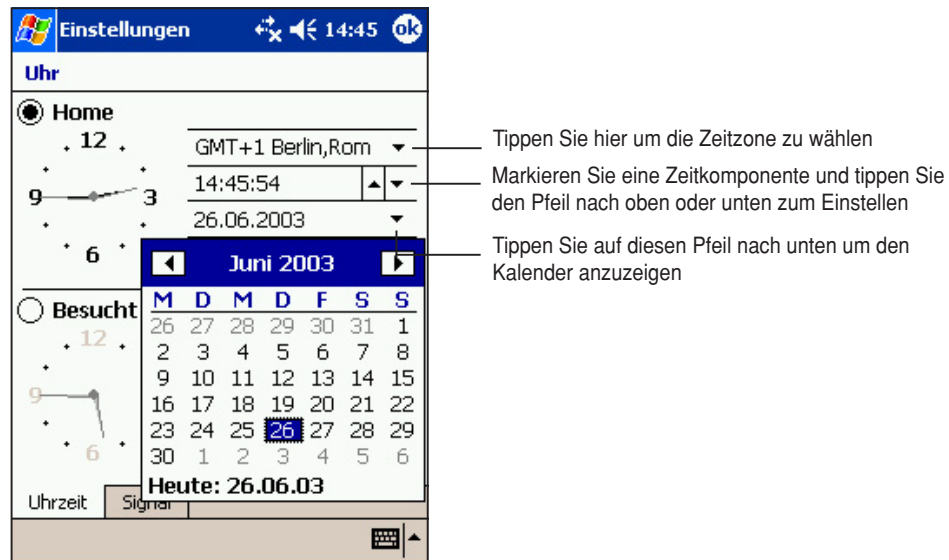 Einstellungen 14:45 ok
Uhr
Home
12
9 3
6
GMT+1 Berlin,Rom
14:45:54
26.06.2003
Tippen Sie hier um die Zeitzone zu wählen
Markieren Sie eine Zeitkomponente und tippen Sie
den Pfeil nach oben oder unten zum Einstellen
Tippen Sie auf diesen Pfeil nach unten um den
Kalender anzuzeigen
Juni 2003
M D M D F S S
26 27 28 29 30 31 1
2 3 4 5 6 7 8
9 10 11 12 13 14 15
16 17 18 19 20 21 22
23 24 25 26 27 28 29
30 1 2 3 4 5 6
Heute: 26.06.03
Besucht
12
9
6
Uhrzeit Signal